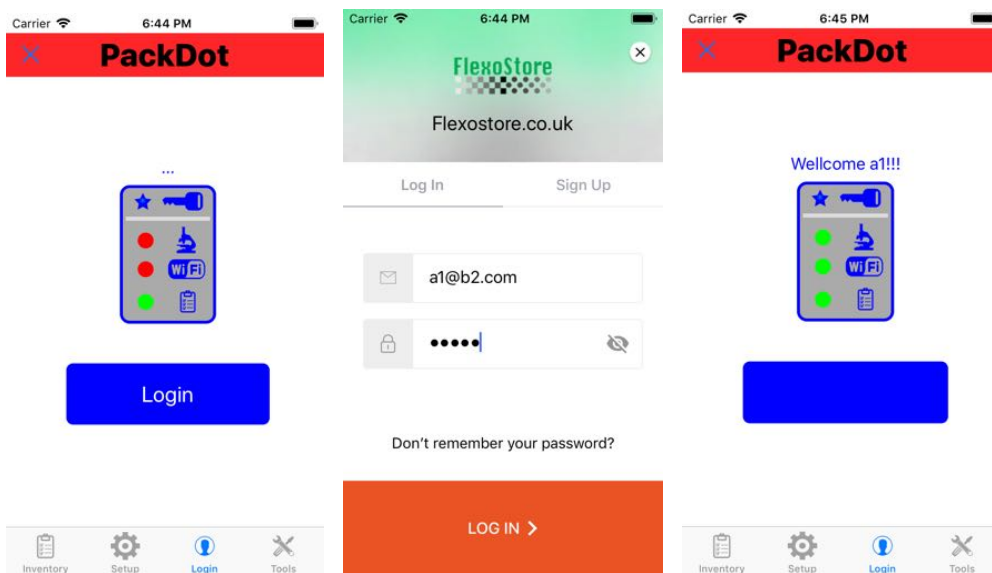 Carrier 6:44 PM
PackDot
...
WiFi
Login
Inventory Setup Login Tools
Carrier 6:44 PM
FlexoStore
Flexostore.co.uk
Log In Sign Up
a1@b2.com
•••••
Don't remember your password?
LOG IN
Carrier 6:45 PM
PackDot
Wellcome a1!!!
WiFi
Inventory Setup Login Tools